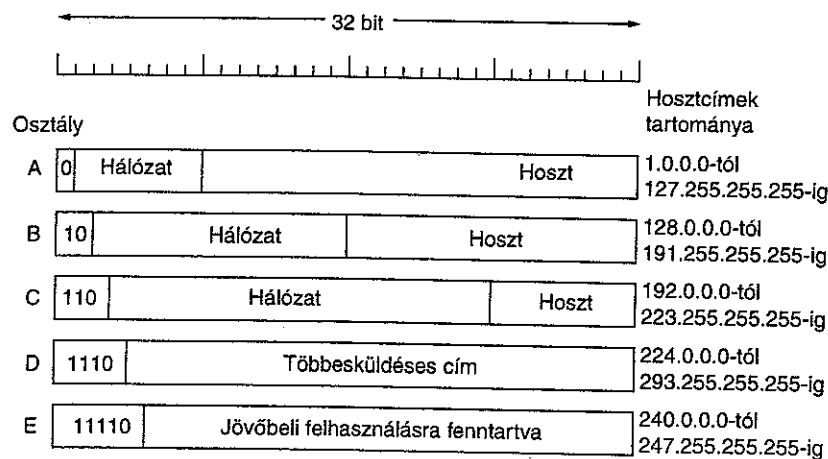 32 bit
Hosztcímek
tartománya
Osztály
A 0 Hálózat Hoszt 1.0.0.0-tól
127.255.255.255-ig
B 10 Hálózat Hoszt 128.0.0.0-tól
191.255.255.255-ig
C 110 Hálózat Hoszt 192.0.0.0-tól
223.255.255.255-ig
D 1110 Többesküldéses cím 224.0.0.0-tól
293.255.255.255-ig
E 11110 Jövőbeli felhasználásra fenntartva 240.0.0.0-tól
247.255.255.255-ig